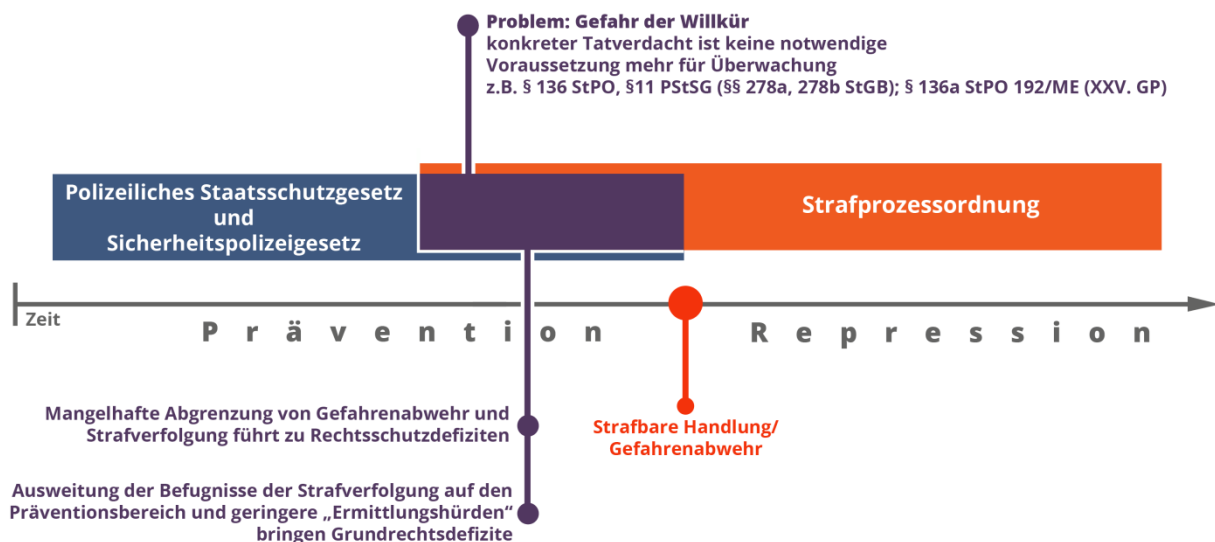 Problem: Gefahr der Willkür
konkreter Tatverdacht ist keine notwendige
Voraussetzung mehr für Überwachung
z.B. § 136 StPO, §11 PStSG (§§ 278a, 278b StGB); § 136a StPO 192/ME (XXV. GP)
Polizeiliches Staatsschutzgesetz
und
Sicherheitspolizeigesetz
Strafprozessordnung
Zeit
Prävention
Repression
Mangelhafte Abgrenzung von Gefahrenabwehr und
Strafverfolgung führt zu Rechtsschutzdefiziten
Strafbare Handlung/
Gefahrenabwehr
Ausweitung der Befugnisse der Strafverfolgung auf den
Präventionsbereich und geringere „Ermittlungshürden“
bringen Grundrechtsdefizite